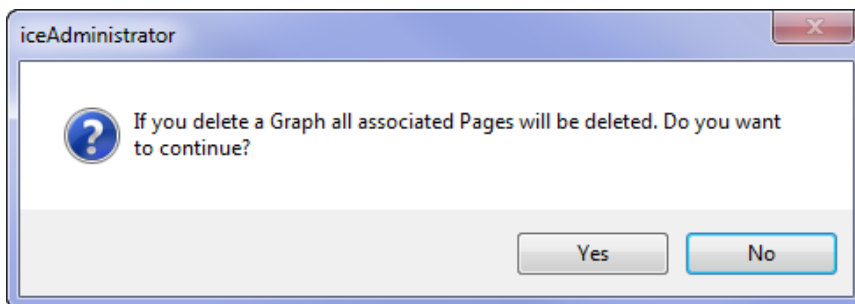 iceAdministrator
If you delete a Graph all associated Pages will be deleted. Do you want
to continue?
Yes
No